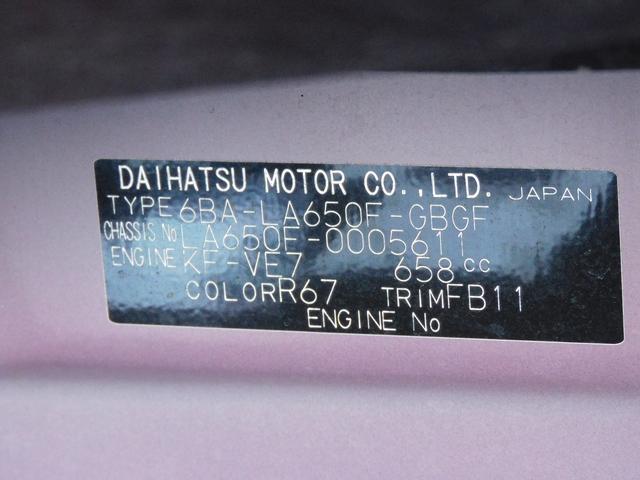 DAIHATSU MOTOR CO.,LTD. JAPAN
TYPE 6BA-LA650F-GBGF
CHASSIS No LA650F-0005611
ENGINE KF-VE7 658cc
COLOR R67 TRIM FB11
ENGINE No